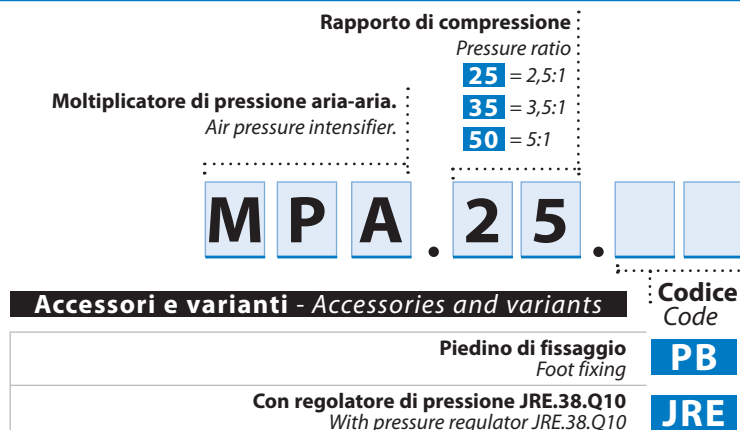 Rapporto di compressione
Pressure ratio
25 = 2,5:1
35 = 3,5:1
50 = 5:1
Moltiplicatore di pressione aria-aria.
Air pressure intensifier.
MPA.25.
Codice
Code
Accessori e varianti - Accessories and variants
Piedino di fissaggio
Foot fixing
PB
Con regolatore di pressione JRE.38.Q10
With pressure regulator JRE.38.Q10
JRE